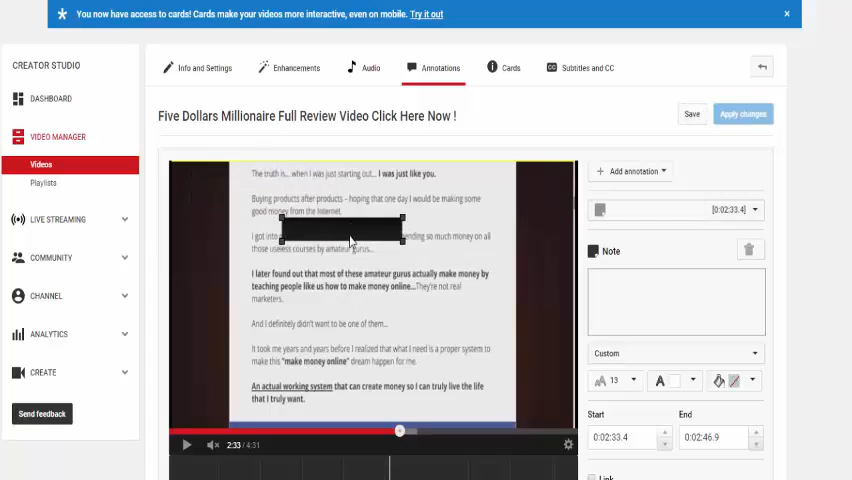 You now have access to cards! Cards make your videos more interactive, even on mobile. Try it out
×
CREATOR STUDIO
DASHBOARD
VIDEO MANAGER
Videos
Playlists
LIVE STREAMING
COMMUNITY
CHANNEL
ANALYTICS
CREATE
Send feedback
Info and Settings
Enhancements
Audio
Annotations
Cards
CC Subtitles and CC
Five Dollars Millionaire Full Review Video Click Here Now !
Save
Apply changes
The truth is... when I was just starting out... I was just like you.
Buying products after products - hoping that one day I would be making some
good money from the Internet.
I got into ending so much money on all
those useless courses by amateur gurus...
I later found out that most of these amateur gurus actually make money by
teaching people like us how to make money online...They're not real
marketers.
And I definitely didn't want to be one of them...
It took me years and years before I realized that what I need is a proper system to
make this "make money online" dream happen for me.
An actual working system that can create money so I can truly live the life
that I truly want.
2:33 / 4:31
+ Add annotation
[0:02:33.4]
Note
Custom
AA 13
A
Start
End
0:02:33.4
0:02:46.9
Link